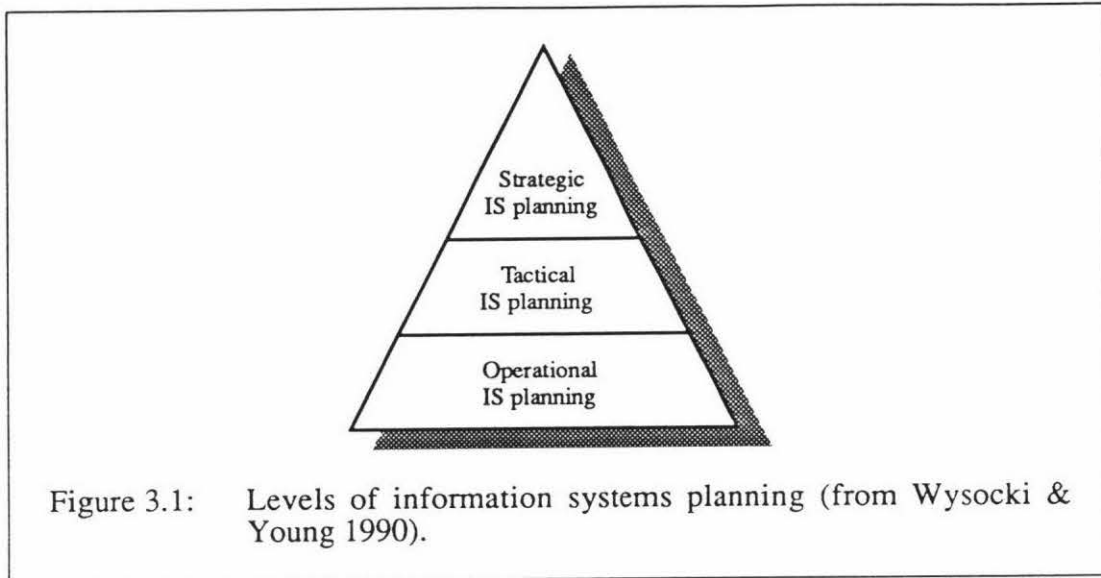 Strategic
IS planning
Tactical
IS planning
Operational
IS planning
Figure 3.1: Levels of information systems planning (from Wysocki &
Young 1990).